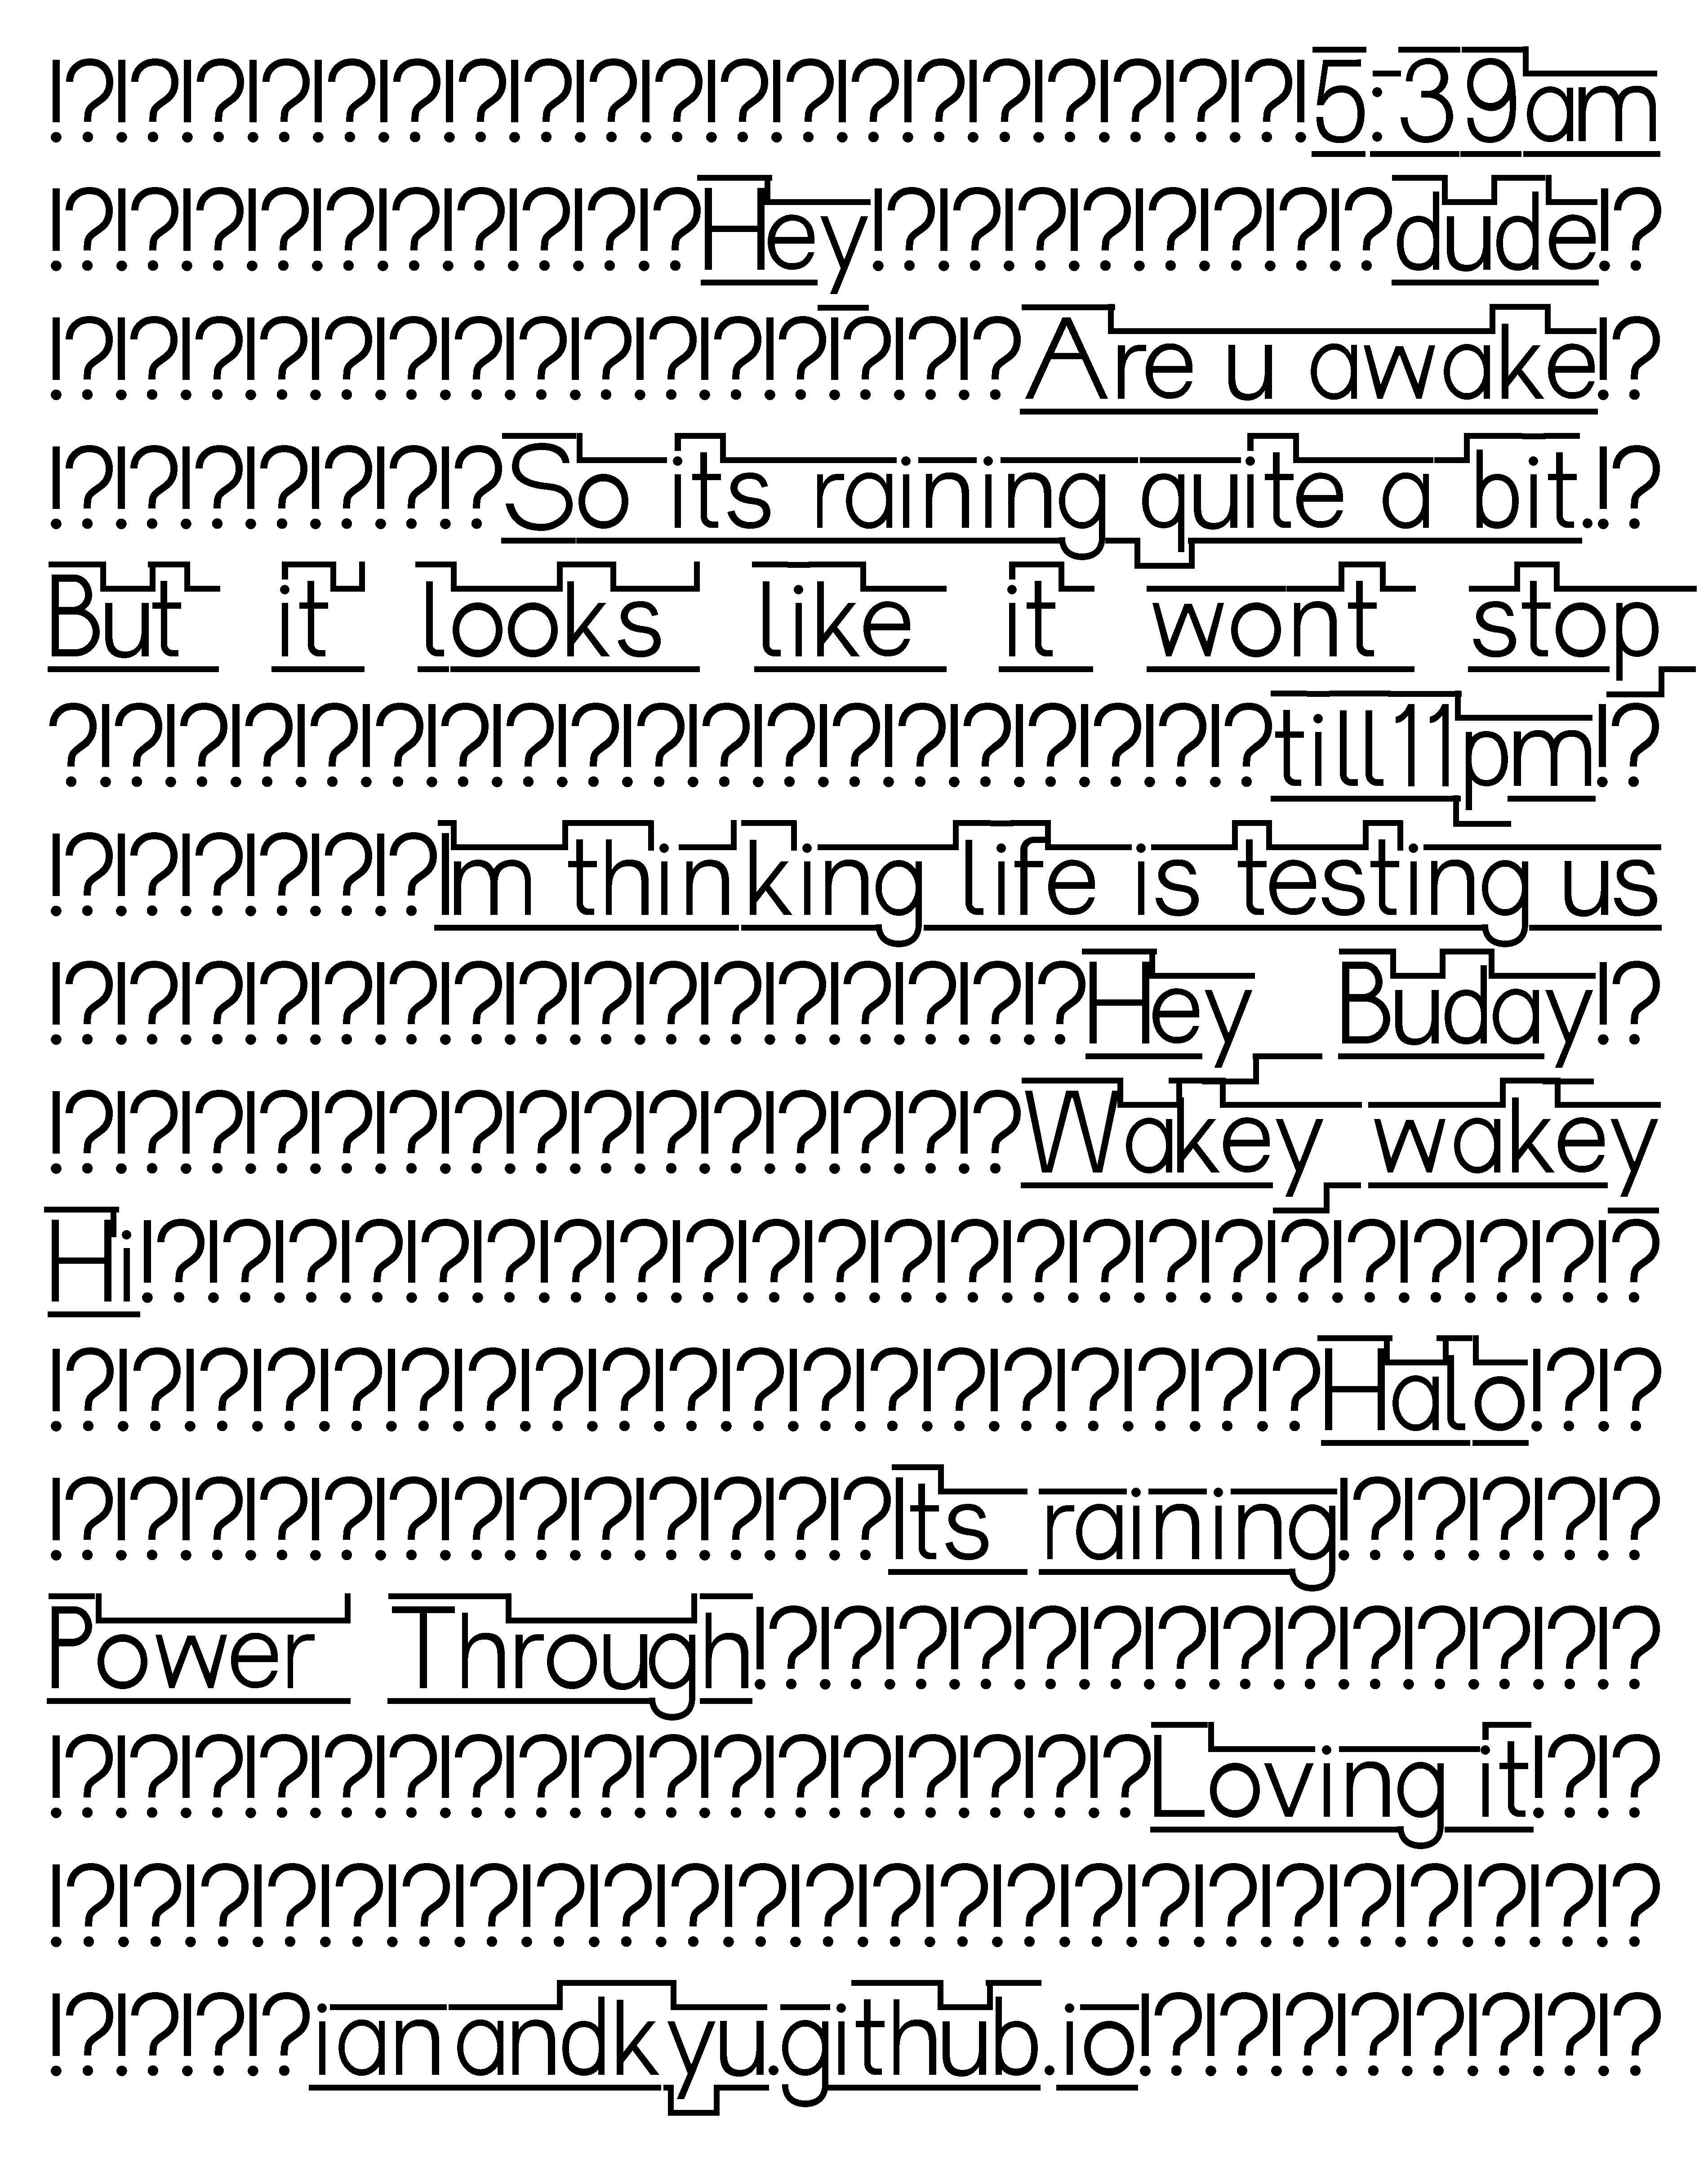 !?!?!?!?!?!?!?!?!?!?!?!?!?!?!?!?!?!?!?!5:39am
!?!?!?!?!?!?!?!?!?!?Hey!?!?!?!?!?!?!?!?dude!?
!?!?!?!?!?!?!?!?!?!?!?!?!?!?!?Are u awake!?
!?!?!?!?!?!?!?So its raining quite a bit.!?
But it looks like it wont stop
?!?!?!?!?!?!?!?!?!?!?!?!?!?!?!?!?!?!?till11pm!?
!?!?!?!?!?!?Im thinking life is testing us
!?!?!?!?!?!?!?!?!?!?!?!?!?!?!?!?Hey Buday!?
!?!?!?!?!?!?!?!?!?!?!?!?!?!?!?Wakey wakey
Hi!?!?!?!?!?!?!?!?!?!?!?!?!?!?!?!?!?!?!?!?!?!?!?
!?!?!?!?!?!?!?!?!?!?!?!?!?!?!?!?!?!?!?Halo!?!?
!?!?!?!?!?!?!?!?!?!?!?!?!?Its raining!?!?!?!?!?
Power Through!?!?!?!?!?!?!?!?!?!?!?!?!?!?
!?!?!?!?!?!?!?!?!?!?!?!?!?!?!?!?!?Loving it!?!?
!?!?!?!?!?!?!?!?!?!?!?!?!?!?!?!?!?!?!?!?!?!?!?!?
!?!?!?!?ianandkyu.github.io!?!?!?!?!?!?!?!?